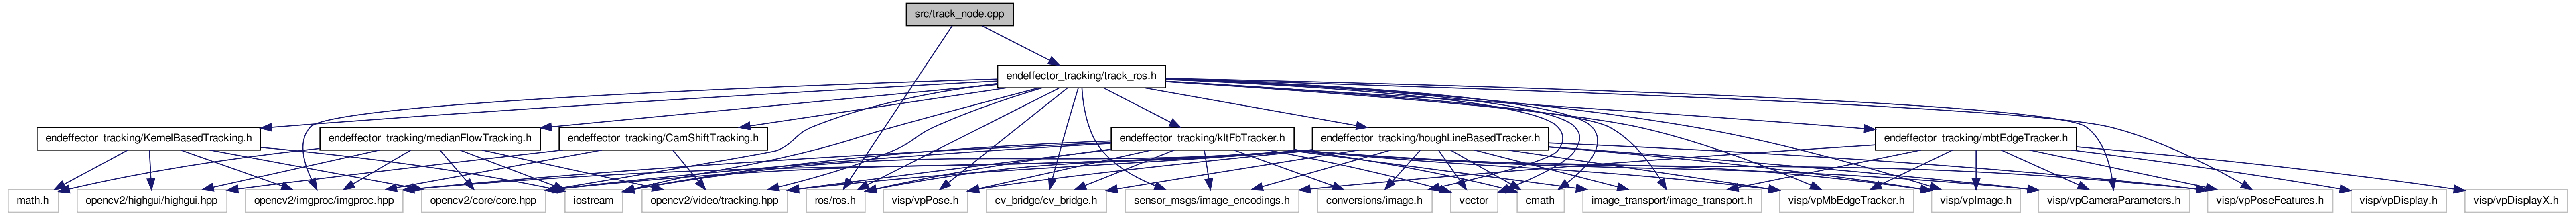 src/track_node.cpp
endeffector_tracking/track_ros.h
endeffector_tracking/KernelBasedTracking.h
endeffector_tracking/medianFlowTracking.h
endeffector_tracking/CamShiftTracking.h
endeffector_tracking/kltFbTracker.h
endeffector_tracking/houghLineBasedTracker.h
endeffector_tracking/mbtEdgeTracker.h
math.h
opencv2/highgui/highgui.hpp
opencv2/imgproc/imgproc.hpp
opencv2/core/core.hpp
iostream
opencv2/video/tracking.hpp
ros/ros.h
visp/vpPose.h
cv_bridge/cv_bridge.h
sensor_msgs/image_encodings.h
conversions/image.h
vector
cmath
image_transport/image_transport.h
visp/vpMbEdgeTracker.h
visp/vpImage.h
visp/vpCameraParameters.h
visp/vpPoseFeatures.h
visp/vpDisplay.h
visp/vpDisplayX.h